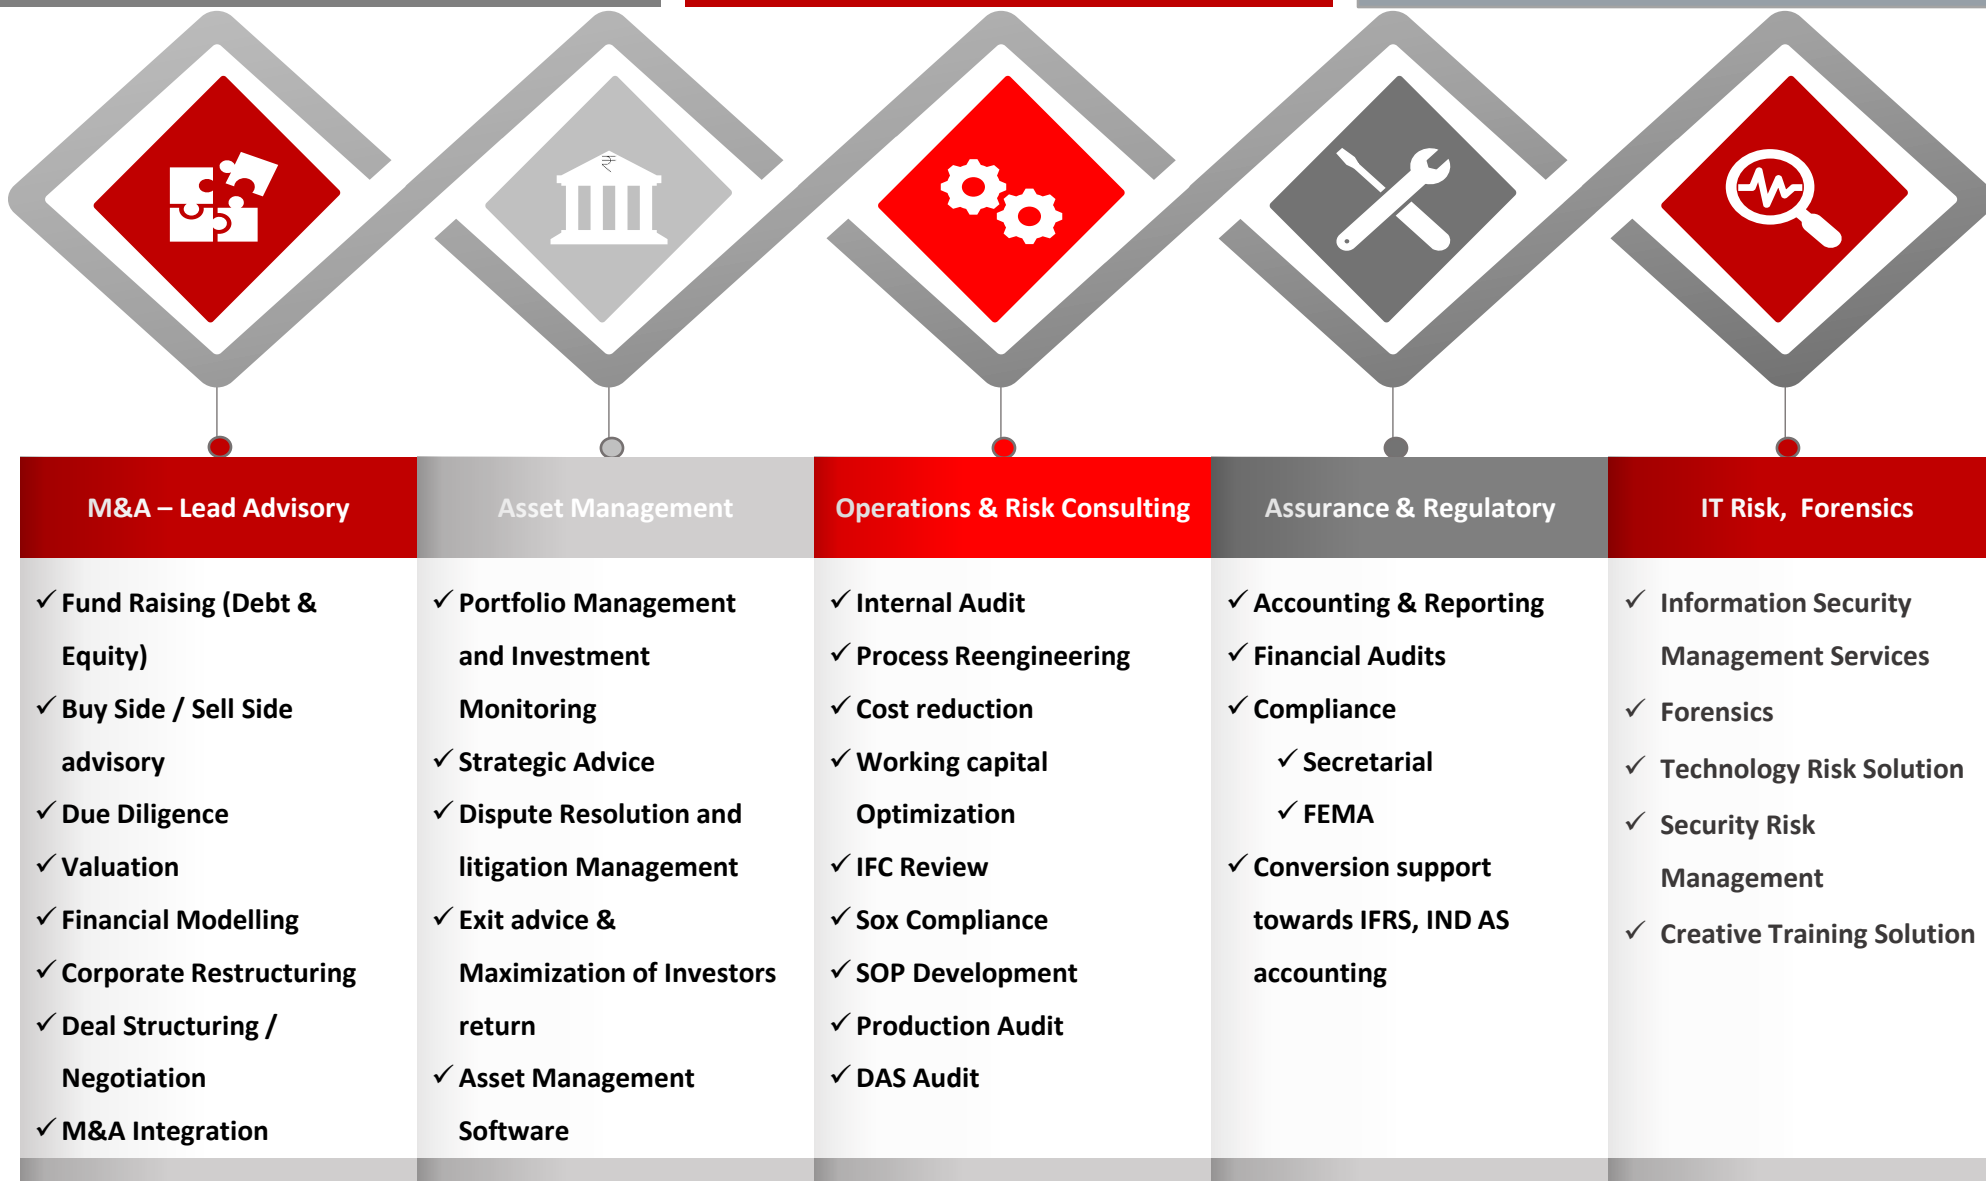 ₹
M&A – Lead Advisory
Fund Raising (Debt &
Equity)
Buy Side / Sell Side
advisory
Due Diligence
Valuation
Financial Modelling
Corporate Restructuring
Deal Structuring /
Negotiation
M&A Integration
Asset Management
Portfolio Management
and Investment
Monitoring
Strategic Advice
Dispute Resolution and
litigation Management
Exit advice &
Maximization of Investors
return
Asset Management
Software
Operations & Risk Consulting
Internal Audit
Process Reengineering
Cost reduction
Working capital
Optimization
IFC Review
Sox Compliance
SOP Development
Production Audit
DAS Audit
Assurance & Regulatory
Accounting & Reporting
Financial Audits
Compliance
Secretarial
FEMA
Conversion support
towards IFRS, IND AS
accounting
IT Risk, Forensics
Information Security
Management Services
Forensics
Technology Risk Solution
Security Risk
Management
Creative Training Solution